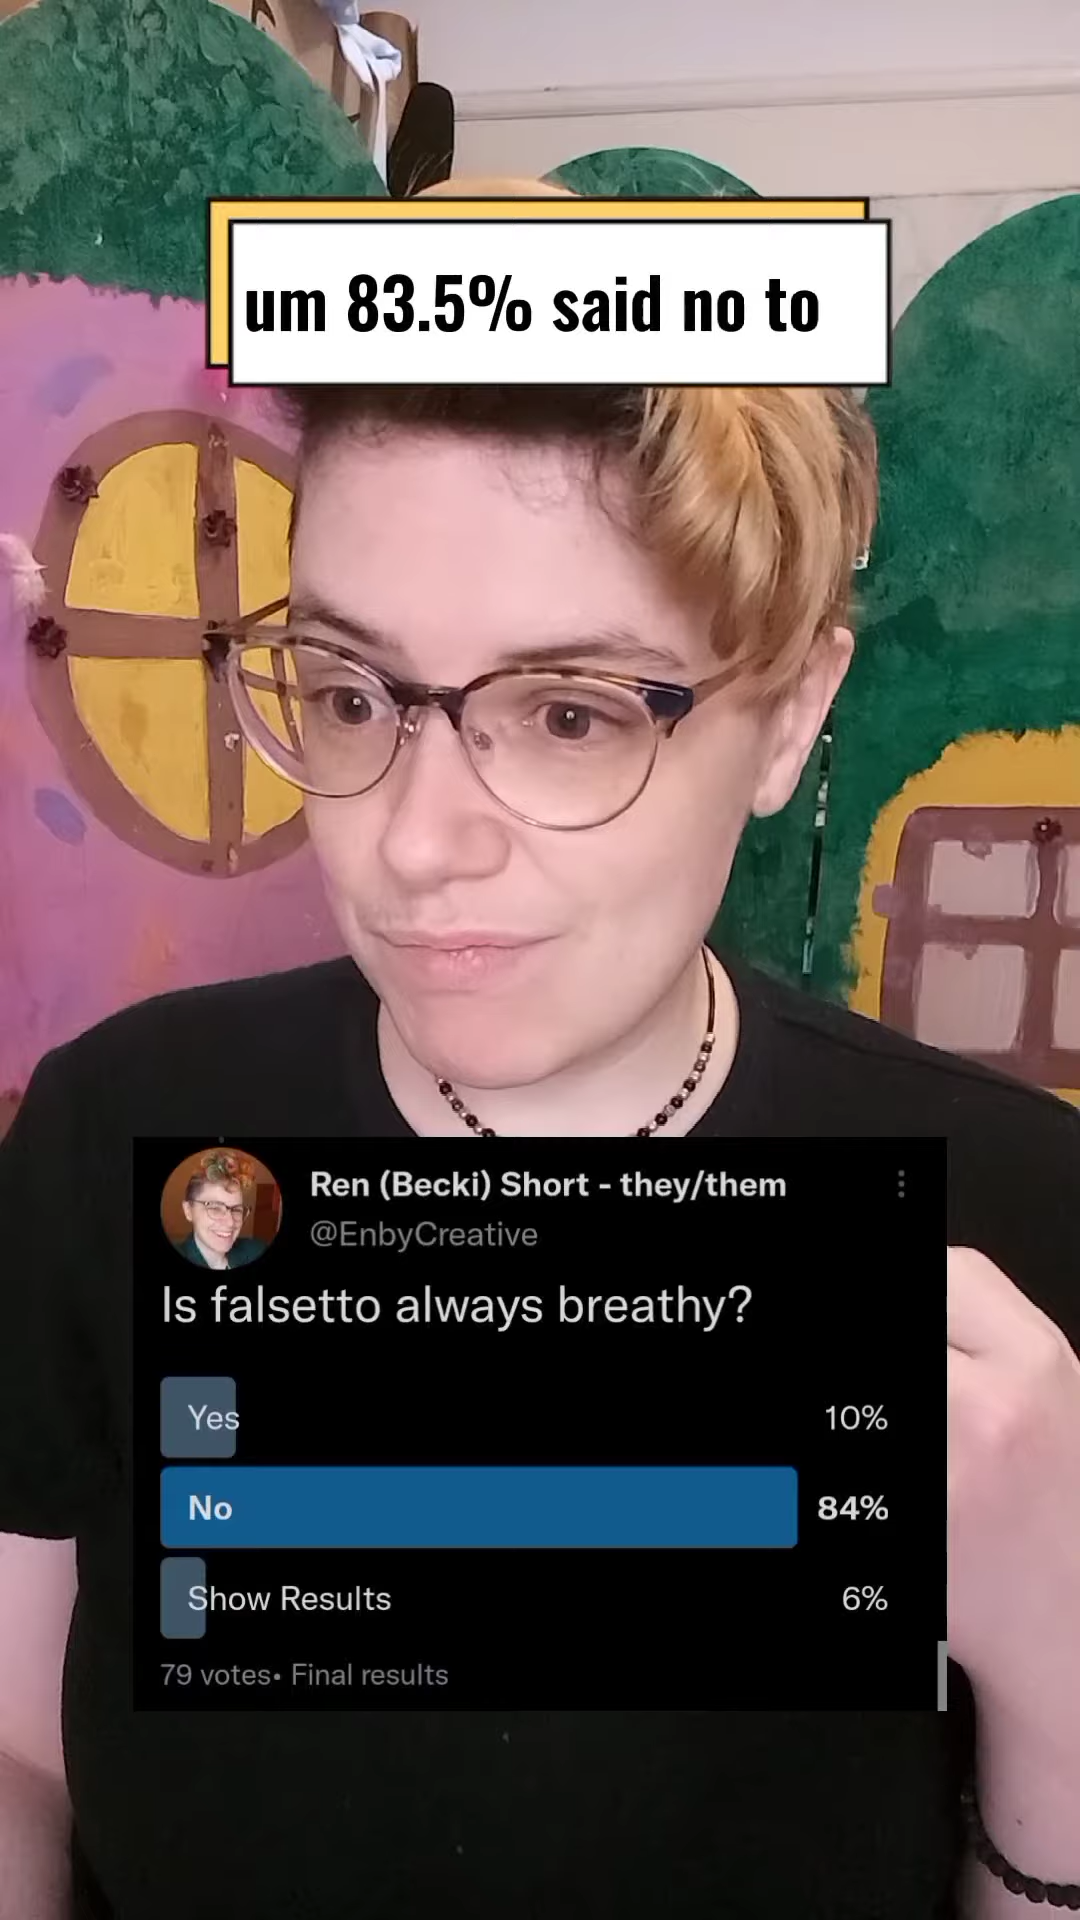 um 83.5% said no to
Ren (Becki) Short - they/them
@EnbyCreative
Is falsetto always breathy?
Yes 10%
No 84%
Show Results 6%
79 votes• Final results